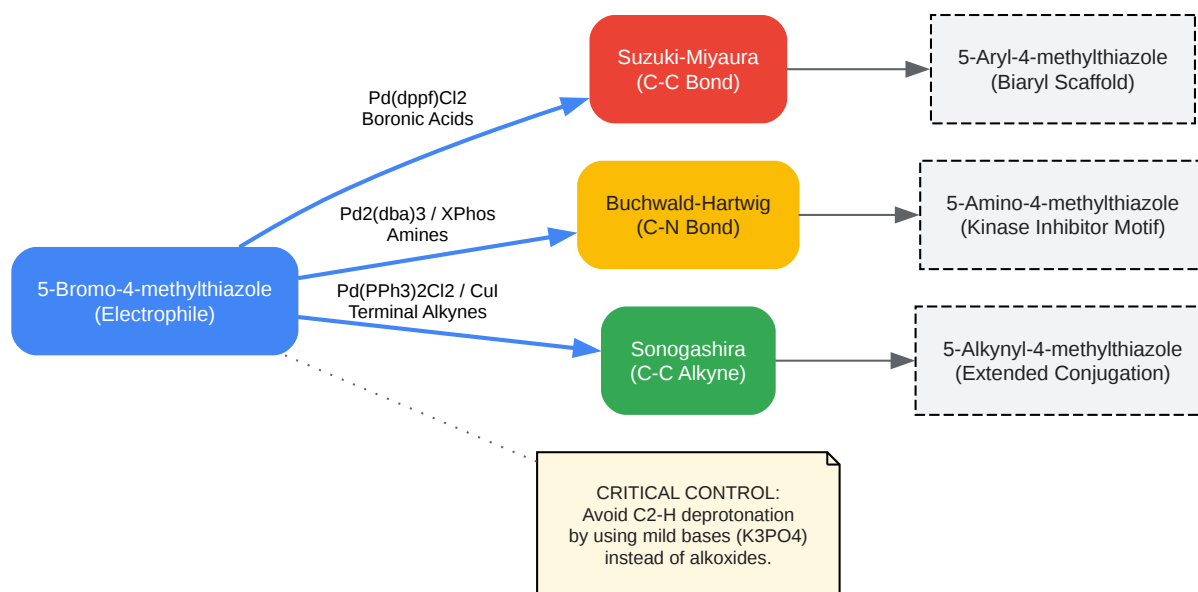 Suzuki-Miyaura
(C-C Bond)
5-Aryl-4-methylthiazole
(Biaryl Scaffold)
Pd(dppf)Cl2
Boronic Acids
Buchwald-Hartwig
(C-N Bond)
5-Amino-4-methylthiazole
(Kinase Inhibitor Motif)
Pd2(dba)3 / XPhos
Amines
5-Bromo-4-methylthiazole
(Electrophile)
Pd(PPh3)2Cl2 / CuI
Terminal Alkynes
Sonogashira
(C-C Alkyne)
5-Alkynyl-4-methylthiazole
(Extended Conjugation)
CRITICAL CONTROL:
Avoid C2-H deprotonation
by using mild bases (K3PO4)
instead of alkoxides.